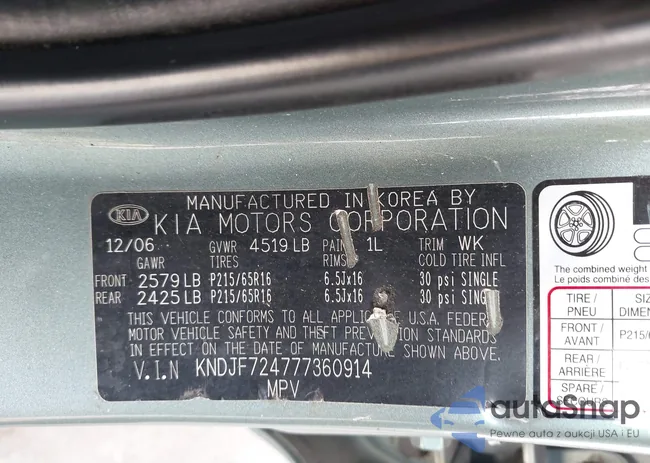 MANUFACTURED IN KOREA BY
KIA KIA MOTORS CORPORATION
12/06 GVWR 4519 LB PAINT 1L TRIM WK
GAWR TIRES RIMS COLD TIRE INFL
FRONT 2579 LB P215/65R16 6.5Jx16 30 psi SINGLE
REAR 2425 LB P215/65R16 6.5Jx16 30 psi SINGLE
THIS VEHICLE CONFORMS TO ALL APPLICABLE U.S.A. FEDERAL
MOTOR VEHICLE SAFETY AND THEFT PREVENTION STANDARDS
IN EFFECT ON THE DATE OF MANUFACTURE SHOWN ABOVE.
V.I.N KNDJF724777360914
MPV
The combined weight
Le poids combiné des
TIRE / PNEU
FRONT / AVANT
REAR / ARRIÈRE
SPARE / SECOURS
autoSnap
Pewne auto z aukcji USA i EU